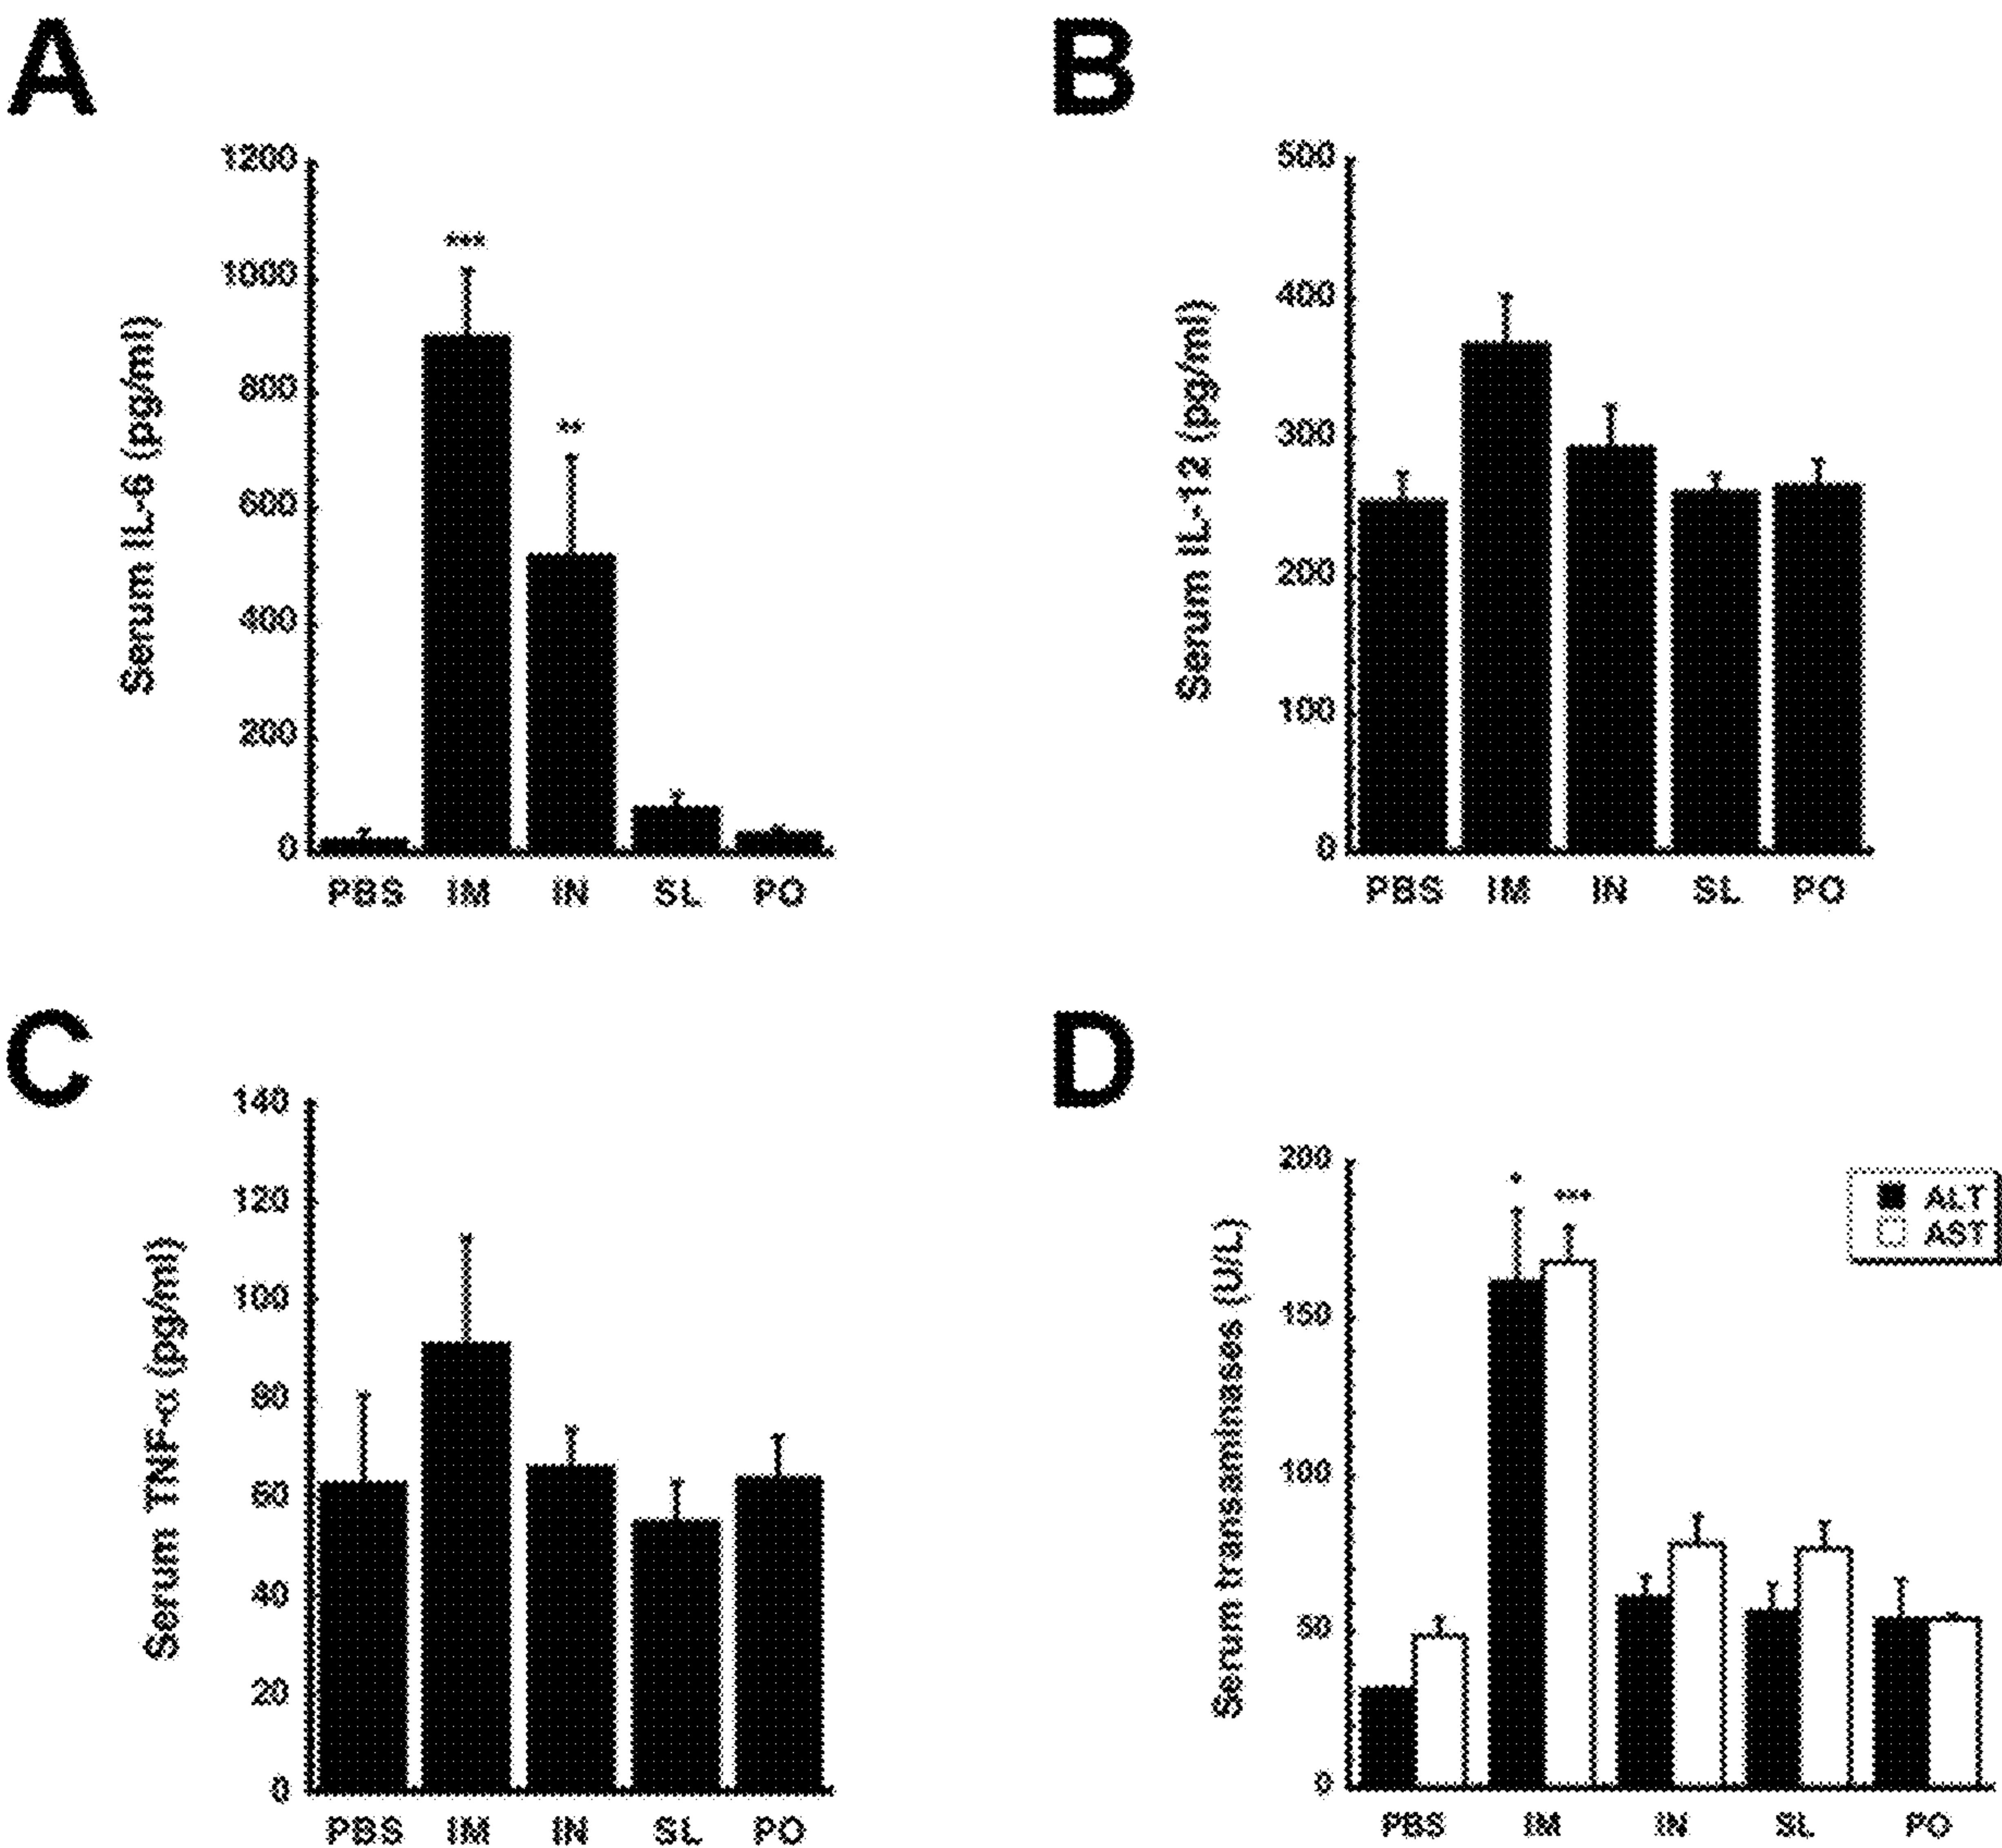 A
1200
1000
800
600
400
200
0
Serum IL-6 (pg/ml)
***
**
PBS IM IN SL PO
B
500
400
300
200
100
0
Serum IL-12 (pg/ml)
PBS IM IN SL PO
C
140
120
100
80
60
40
20
0
Serum TNF-α (pg/ml)
PBS IM IN SL PO
D
200
150
100
50
0
Serum transaminases (U/L)
*
***
ALT
AST
PBS IM IN SL PO